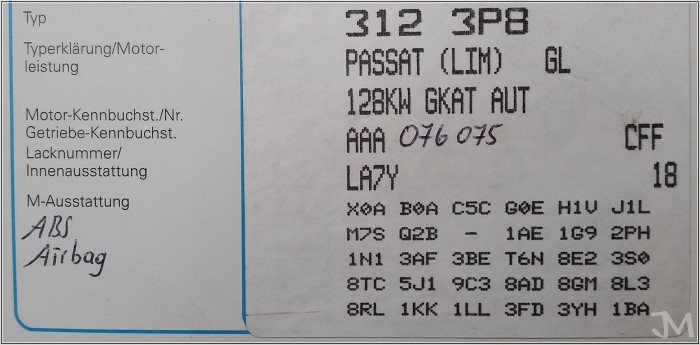 Typ
312 3P8
Typerklärung/Motor-
leistung
PASSAT (LIM) GL
128KW GKAT AUT
Motor-Kennbuchst./Nr.
Getriebe-Kennbuchst.
AAA 076 075 CFF
Lacknummer/
Innenausstattung
LA7Y 18
M-Ausstattung
ABS
Airbag
X0A B0A C5C G0E H1V J1L
M7S Q2B - 1AE 1G9 2PH
1N1 3AF 3BE T6N 8E2 3S0
8TC 5J1 9C3 8AD 8GM 8L3
8RL 1KK 1LL 3FD 3YH 1BA
JM